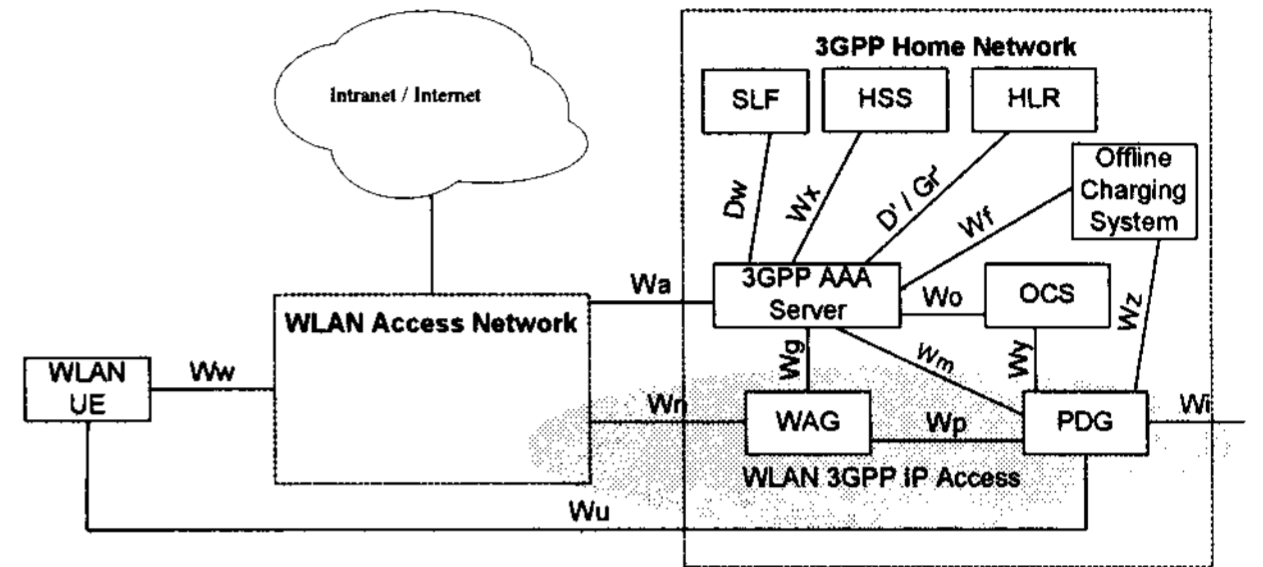 3GPP Home Network
Intranet / Internet
SLF
HSS
HLR
Offline
Charging
System
Dw
Wx
D' / Gr'
Wf
Wa
3GPP AAA
Server
Wo
OCS
Wz
WLAN Access Network
WLAN
UE
Ww
Wg
Wm
Wy
Wn
WAG
Wp
PDG
Wi
WLAN 3GPP IP Access
Wu